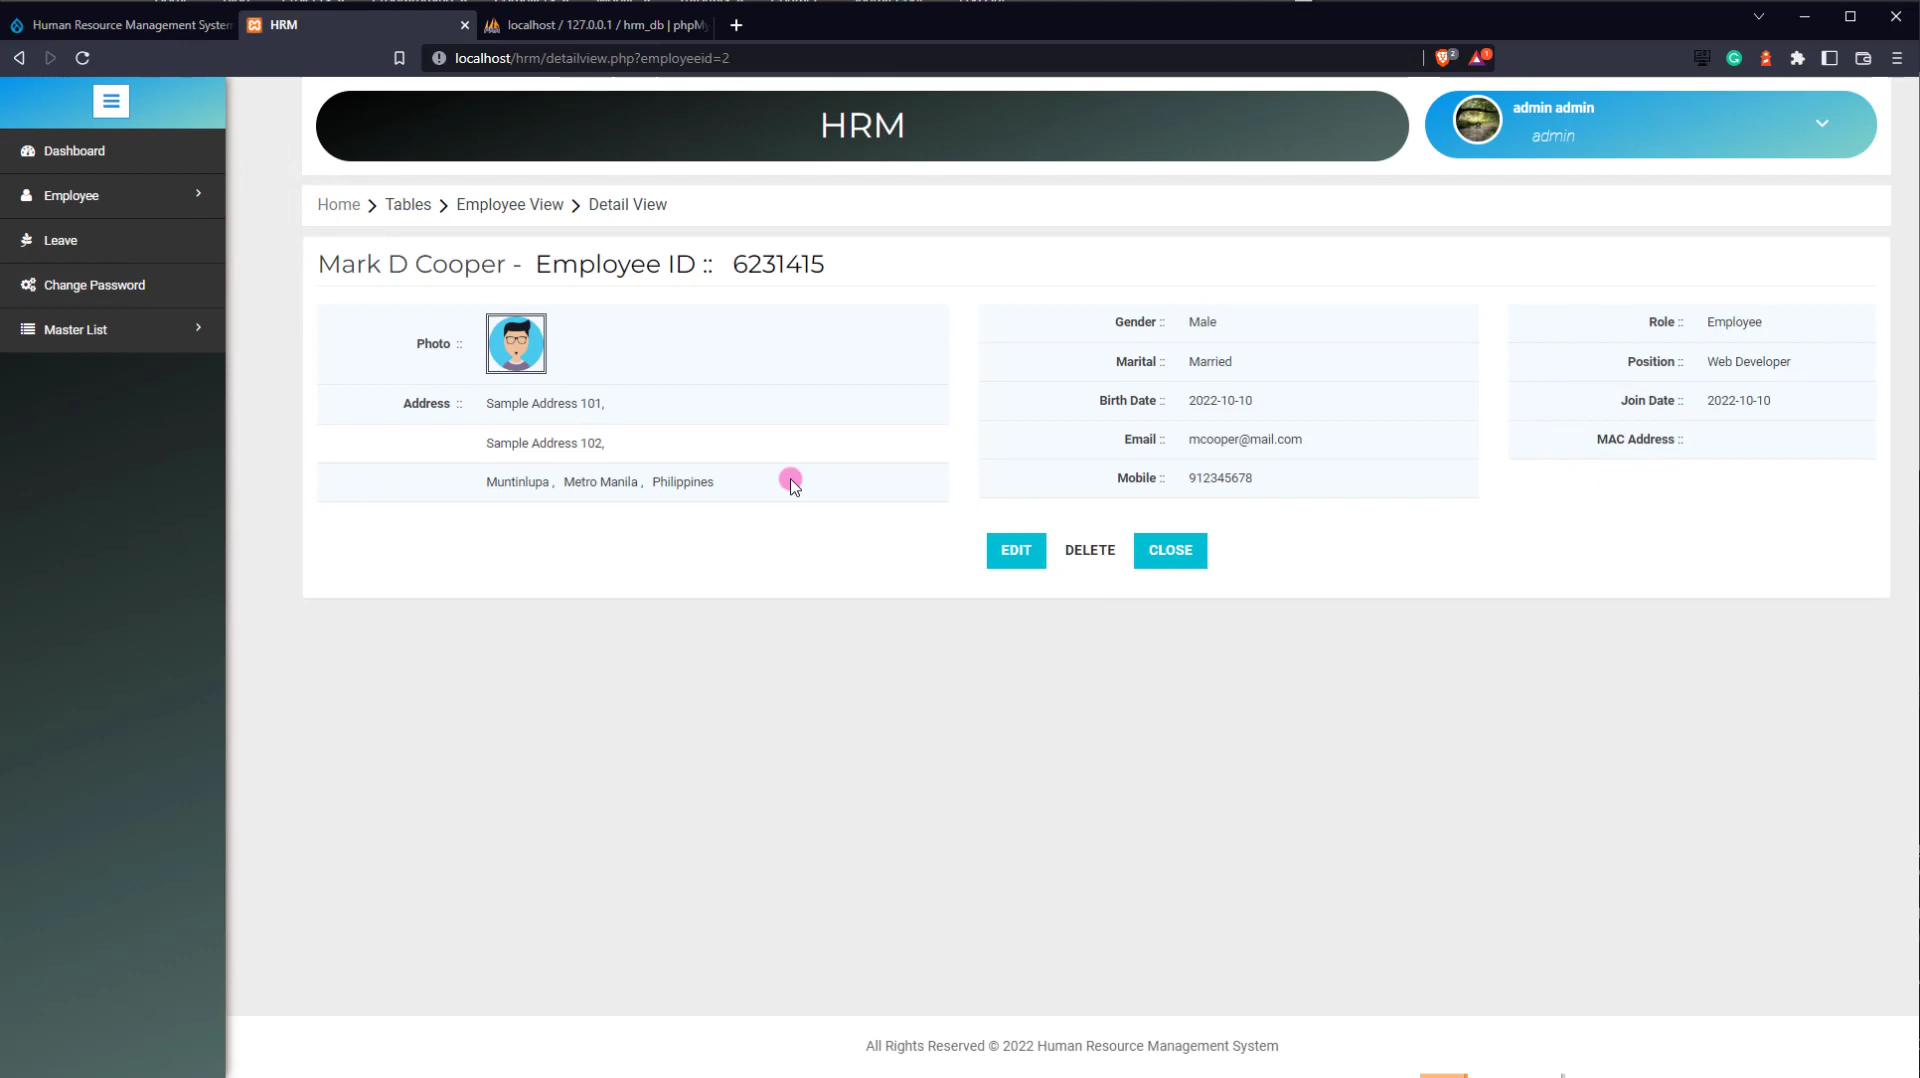 Human Resource Management Syster
HRM
localhost / 127.0.0.1 / hrm_db | phpMy
localhost/hrm/detailview.php?employeeid=2
2
1
HRM
admin admin
admin
Dashboard
Employee
Leave
Change Password
Master List
Home
Tables
Employee View
Detail View
Mark D Cooper - Employee ID :: 6231415
Photo ::
Address :: Sample Address 101,
Sample Address 102,
Muntinlupa , Metro Manila , Philippines
Gender :: Male
Marital :: Married
Birth Date :: 2022-10-10
Email :: mcooper@mail.com
Mobile :: 912345678
Role :: Employee
Position :: Web Developer
Join Date :: 2022-10-10
MAC Address ::
EDIT
DELETE
CLOSE
All Rights Reserved © 2022 Human Resource Management System